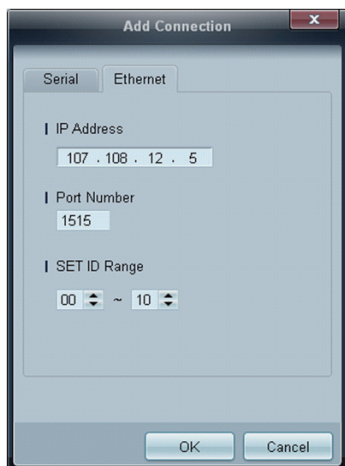 Add Connection
x
Serial Ethernet
IP Address
107 . 108 . 12 . 5
Port Number
1515
SET ID Range
00 ~ 10
OK Cancel